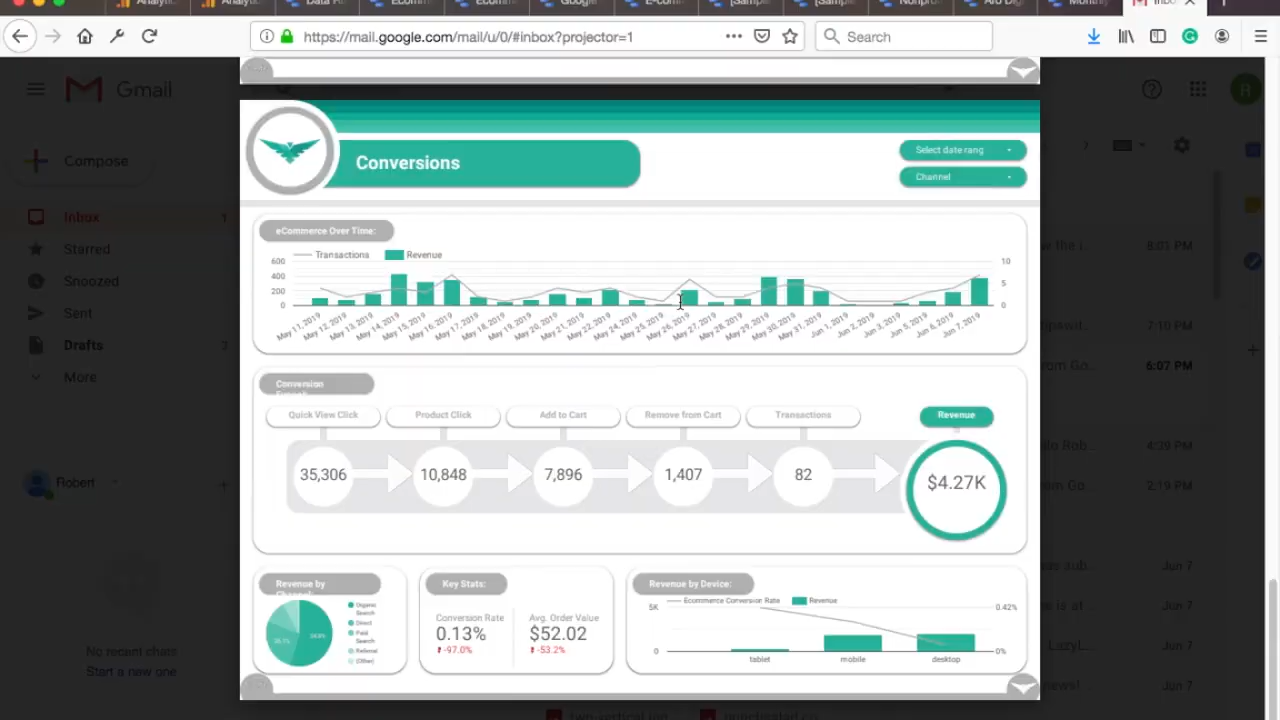 https://mail.google.com/mail/u/0/#inbox?projector=1
Search
Gmail
Compose
Inbox
1
Starred
Snoozed
Sent
Drafts
3
More
Robert
No recent chats
Start a new one
Conversions
Select date rang
Channel
eCommerce Over Time:
Transactions
Revenue
600
400
200
0
10
5
0
May 11, 2019
May 12, 2019
May 13, 2019
May 14, 2019
May 15, 2019
May 16, 2019
May 17, 2019
May 18, 2019
May 19, 2019
May 20, 2019
May 21, 2019
May 22, 2019
May 24, 2019
May 25, 2019
May 26, 2019
May 27, 2019
May 28, 2019
May 29, 2019
May 30, 2019
May 31, 2019
Jun 1, 2019
Jun 2, 2019
Jun 3, 2019
Jun 5, 2019
Jun 6, 2019
Jun 7, 2019
Conversion
Quick View Click
Product Click
Add to Cart
Remove from Cart
Transactions
Revenue
35,306
10,848
7,896
1,407
82
$4.27K
Revenue by
Organic
Search
Direct
Paid
Search
Referral
(Other)
Key Stats:
Conversion Rate
0.13%
-97.0%
Avg. Order Value
$52.02
-53.2%
Revenue by Device:
Ecommerce Conversion Rate
Revenue
5K
0
0.42%
0%
tablet
mobile
desktop
8:01 PM
7:10 PM
6:07 PM
4:39 PM
2:19 PM
Jun 7
Jun 7
Jun 7
Jun 7